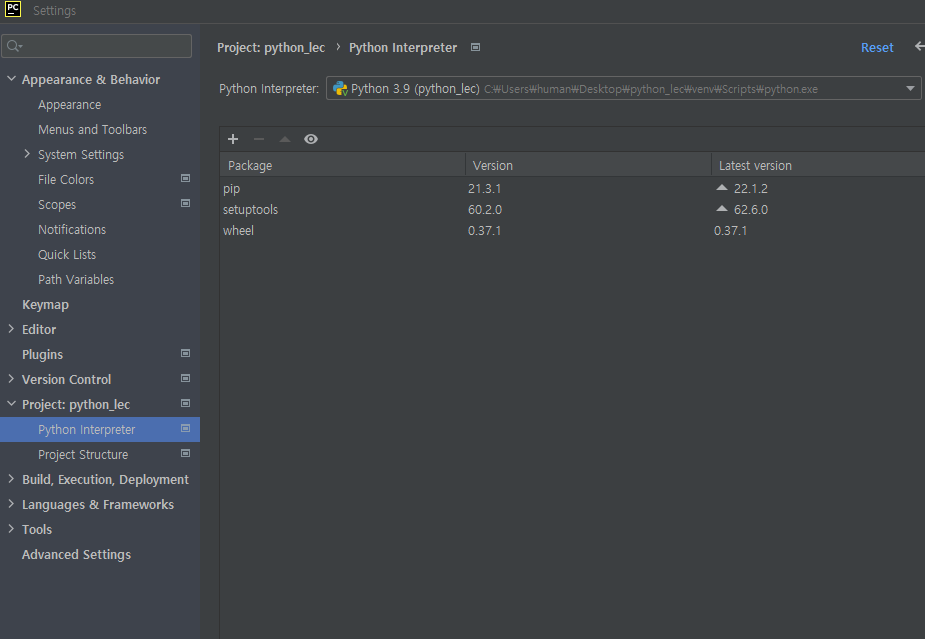 PC Settings
Project: python_lec › Python Interpreter Reset
Python Interpreter: Python 3.9 (python_lec) C:₩Users₩human₩Desktop₩python_lec₩venv₩Scripts₩python.exe
Appearance & Behavior
Appearance
Menus and Toolbars
System Settings
File Colors
Scopes
Notifications
Quick Lists
Path Variables
Keymap
Editor
Plugins
Version Control
Project: python_lec
Python Interpreter
Project Structure
Build, Execution, Deployment
Languages & Frameworks
Tools
Advanced Settings
Package Version Latest version
pip 21.3.1 22.1.2
setuptools 60.2.0 62.6.0
wheel 0.37.1 0.37.1